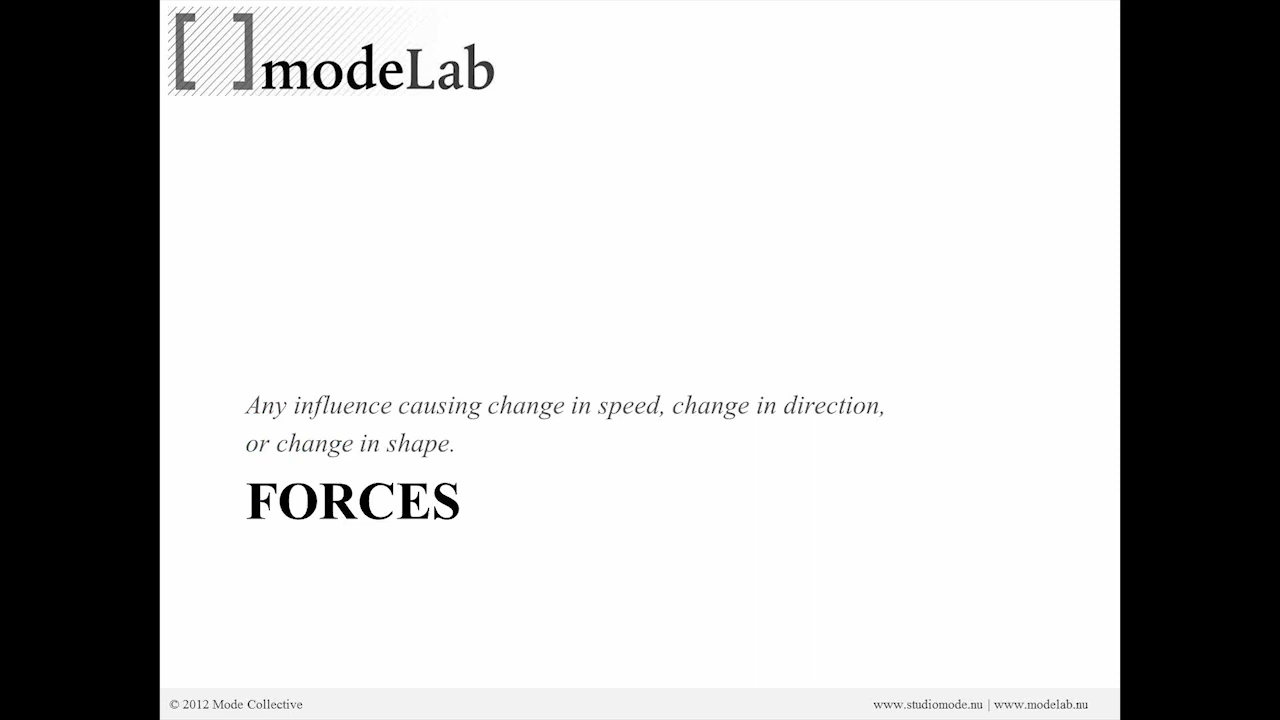 [ ] modeLab
Any influence causing change in speed, change in direction,
or change in shape.
FORCES
© 2012 Mode Collective
www.studiomode.nu | www.modelab.nu